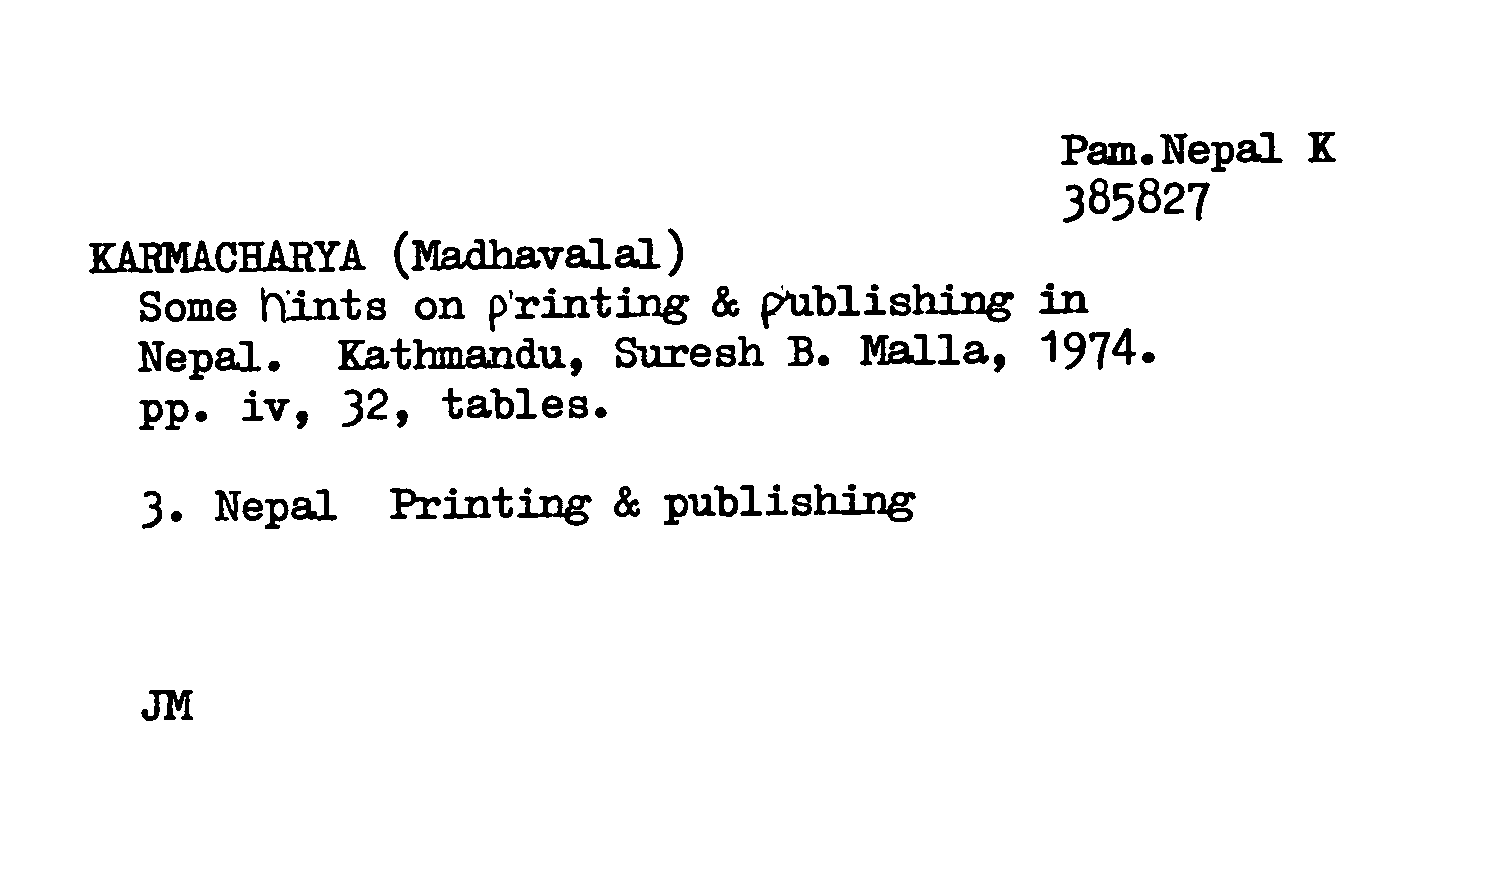 Pam.Nepal K
385827
KARMACHARYA (Madhavalal)
Some hints on printing & publishing in
Nepal. Kathmandu, Suresh B. Malla, 1974.
pp. iv, 32, tables.
3. Nepal Printing & publishing
JM